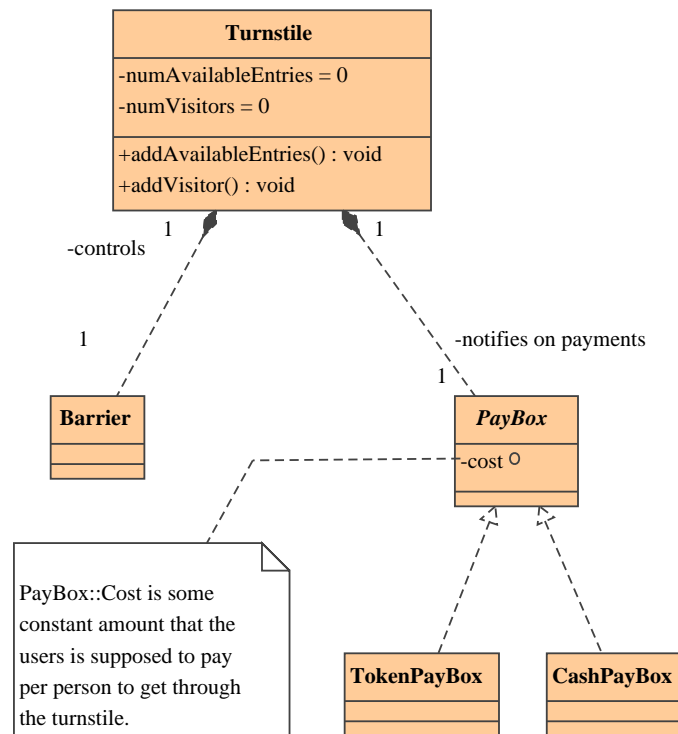 Turnstile
-numAvailableEntries = 0
-numVisitors = 0
+addAvailableEntries() : void
+addVisitor() : void
1
1
-controls
-notifies on payments
1
1
Barrier
PayBox
-cost
PayBox::Cost is some
constant amount that the
users is supposed to pay
per person to get through
the turnstile.
TokenPayBox
CashPayBox